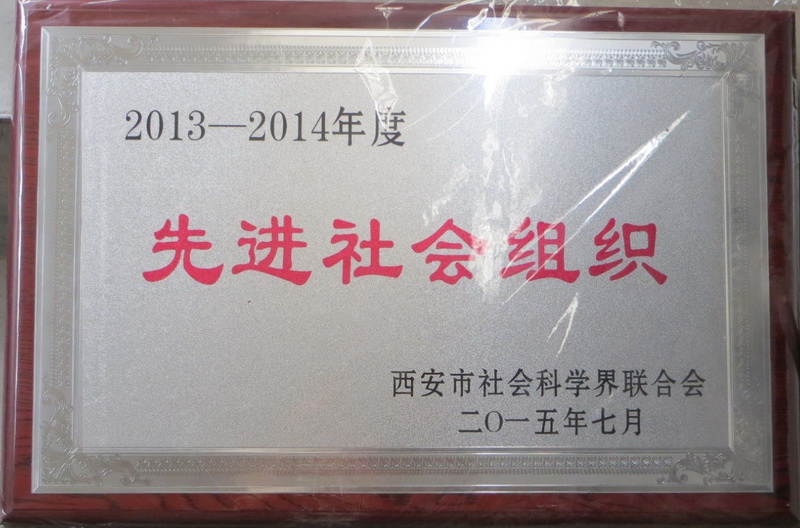 2013—2014年度
先进社会组织
西安市社会科学界联合会
二〇一五年七月